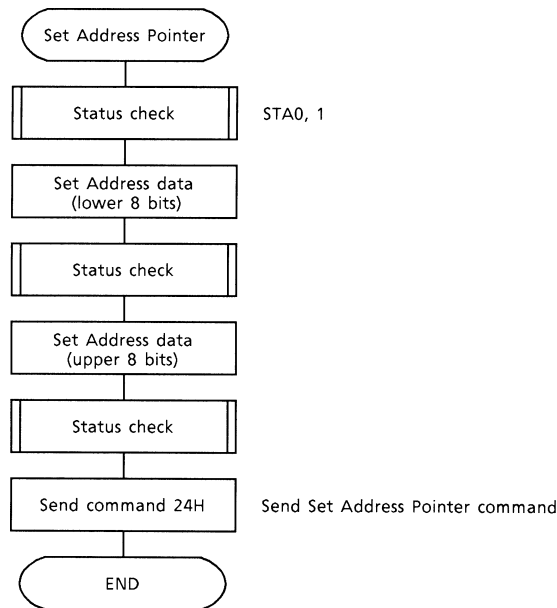 Set Address Pointer
Status check
STA0, 1
Set Address data
(lower 8 bits)
Status check
Set Address data
(upper 8 bits)
Status check
Send command 24H
Send Set Address Pointer command
END